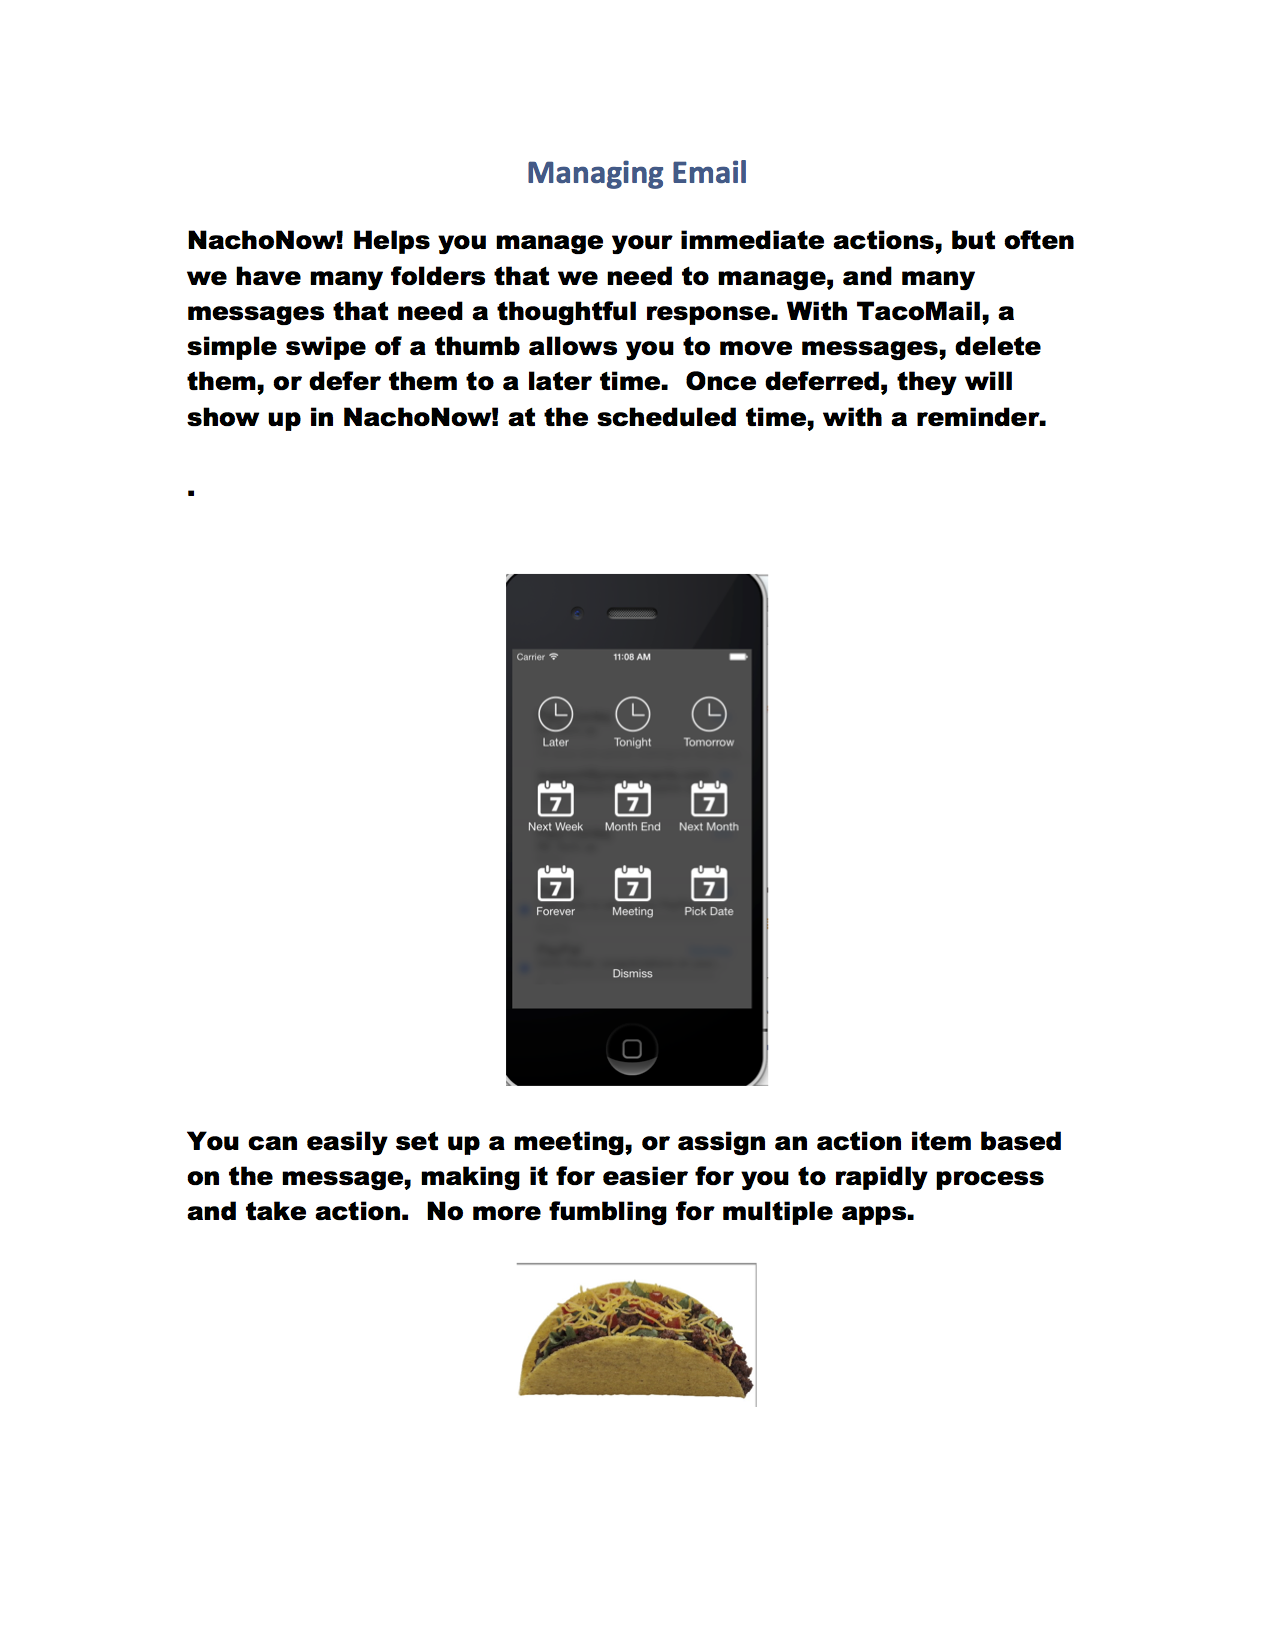 Managing Email
NachoNow! Helps you manage your immediate actions, but often
we have many folders that we need to manage, and many
messages that need a thoughtful response. With TacoMail, a
simple swipe of a thumb allows you to move messages, delete
them, or defer them to a later time.  Once deferred, they will
show up in NachoNow! at the scheduled time, with a reminder.
.
Carrier 11:08 AM
Later Tonight Tomorrow
7 7 7
Next Week Month End Next Month
7 7 7
Forever Meeting Pick Date
PayPal
Dismiss
You can easily set up a meeting, or assign an action item based
on the message, making it for easier for you to rapidly process
and take action.  No more fumbling for multiple apps.